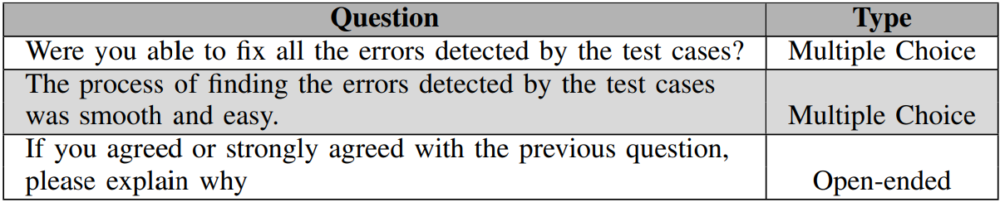 Question Type
Were you able to fix all the errors detected by the test cases? Multiple Choice
The process of finding the errors detected by the test cases
was smooth and easy. Multiple Choice
If you agreed or strongly agreed with the previous question,
please explain why Open-ended